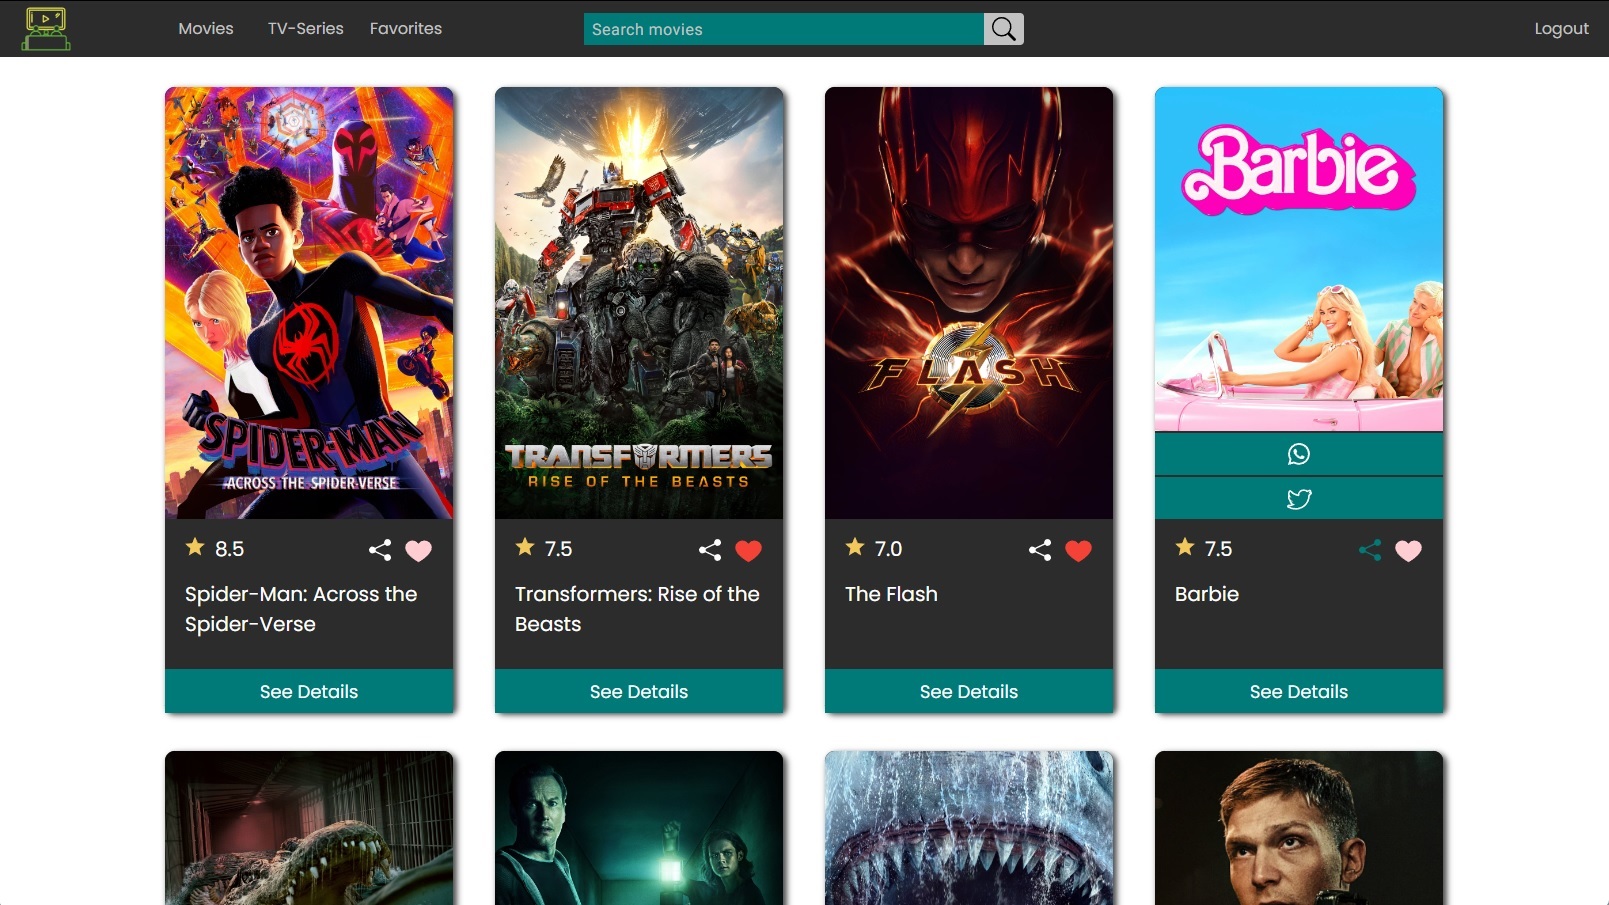 Movies
TV-Series
Favorites
Search movies
Logout
SPIDER-MAN
ACROSS THE SPIDER-VERSE
TRANSFORMERS
RISE OF THE BEASTS
FLASH
Barbie
8.5
7.5
7.0
7.5
Spider-Man: Across the
Spider-Verse
Transformers: Rise of the
Beasts
The Flash
Barbie
See Details
See Details
See Details
See Details